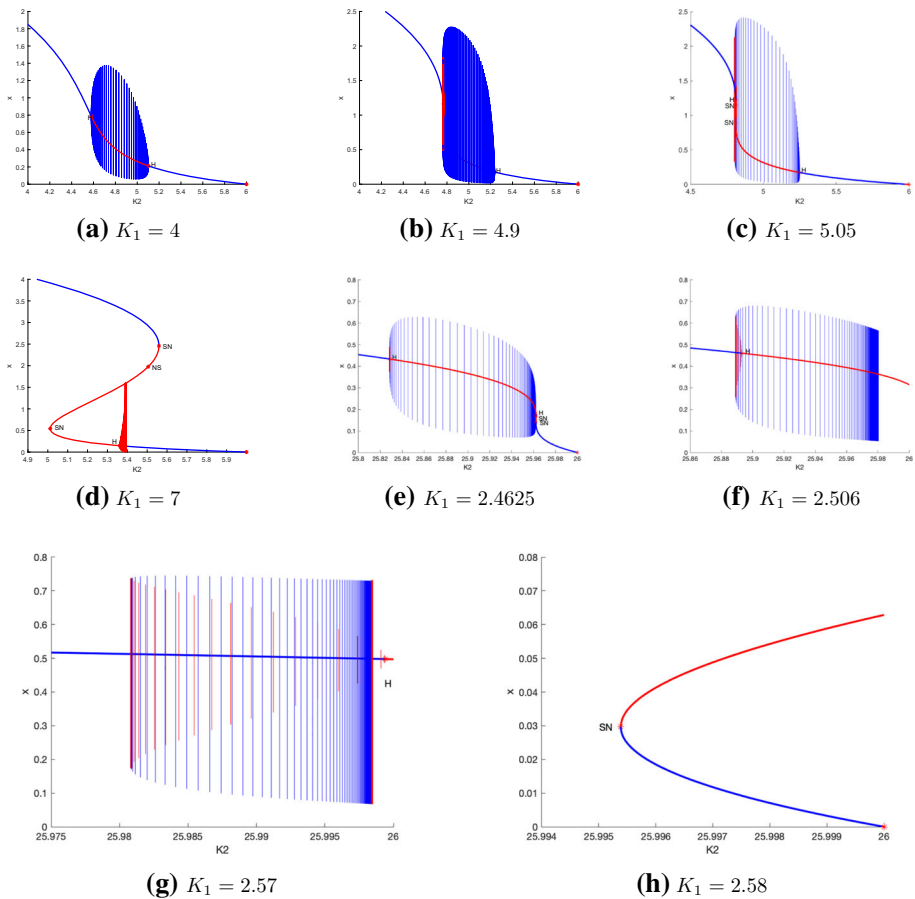 2
1.8
1.6
1.4
1.2
1
0.8
0.6
0.4
0.2
0
x
H
H
4 4.2 4.4 4.6 4.8 5 5.2 5.4 5.6 5.8 6
K2
(a) K₁ = 4
2.5
2
1.5
1
0.5
0
x
H
4 4.2 4.4 4.6 4.8 5 5.2 5.4 5.6 5.8 6
K2
(b) K₁ = 4.9
2.5
2
1.5
1
0.5
0
x
H
SN
SN
H
4.5 5 5.5 6
K2
(c) K₁ = 5.05
4
3.5
3
2.5
2
1.5
1
0.5
0
x
SN
NS
SN
H
4.9 5 5.1 5.2 5.3 5.4 5.5 5.6 5.7 5.8 5.9
K2
(d) K₁ = 7
0.8
0.7
0.6
0.5
0.4
0.3
0.2
0.1
0
x
H
H
SN
SN
25.8 25.82 25.84 25.86 25.88 25.9 25.92 25.94 25.96 25.98 26
K2
(e) K₁ = 2.4625
0.8
0.7
0.6
0.5
0.4
0.3
0.2
0.1
0
x
H
25.86 25.88 25.9 25.92 25.94 25.96 25.98 26
K2
(f) K₁ = 2.506
0.8
0.7
0.6
0.5
0.4
0.3
0.2
0.1
0
x
H
25.975 25.98 25.985 25.99 25.995 26
K2
(g) K₁ = 2.57
0.08
0.07
0.06
0.05
0.04
0.03
0.02
0.01
0
x
SN
25.994 25.995 25.996 25.997 25.998 25.999 26
K2
(h) K₁ = 2.58